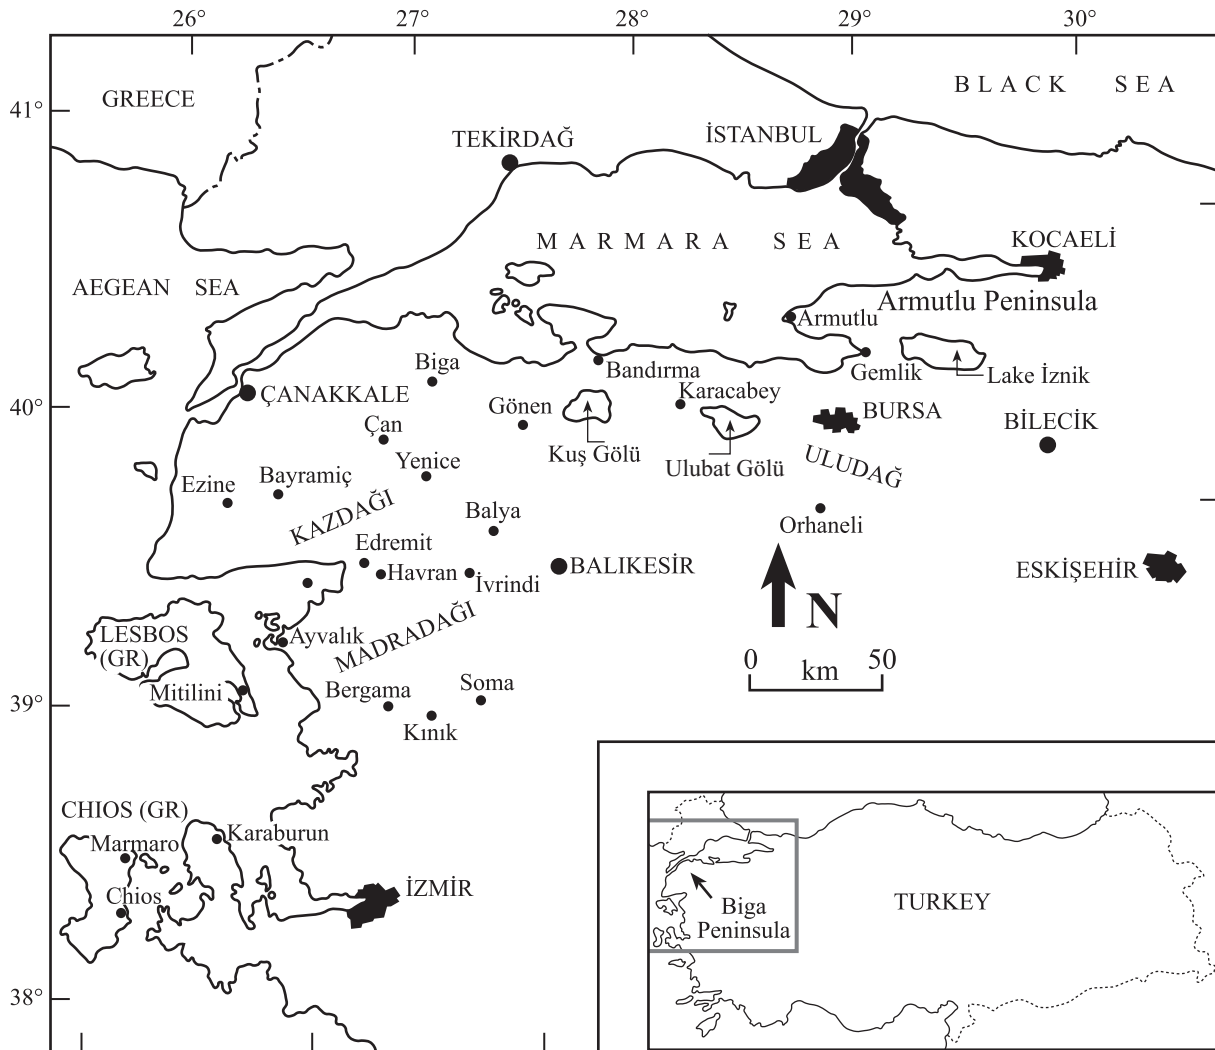 26°
27°
28°
29°
30°
BLACK SEA
GREECE
41°
TEKİRDAĞ
İSTANBUL
MARMARA SEA
KOCAELİ
AEGEAN SEA
Armutlu Peninsula
Armutlu
Biga
Bandırma
Gemlik
Lake İznik
Karacabey
ÇANAKKALE
40°
Gönen
BURSA
BİLECİK
Çan
Kuş Gölü
Yenice
Ulubat Gölü
ULUDAĞ
Ezine
Bayramiç
KAZDAĞI
Balya
Orhaneli
Edremit
Havran
İvrindi
BALIKESİR
ESKİŞEHİR
N
LESBOS
(GR)
Ayvalık
MADRADAĞI
0 50
km
Mitilini
Bergama
Soma
39°
Kınık
CHIOS (GR)
Karaburun
Marmaro
Chios
İZMİR
TURKEY
Biga
Peninsula
38°